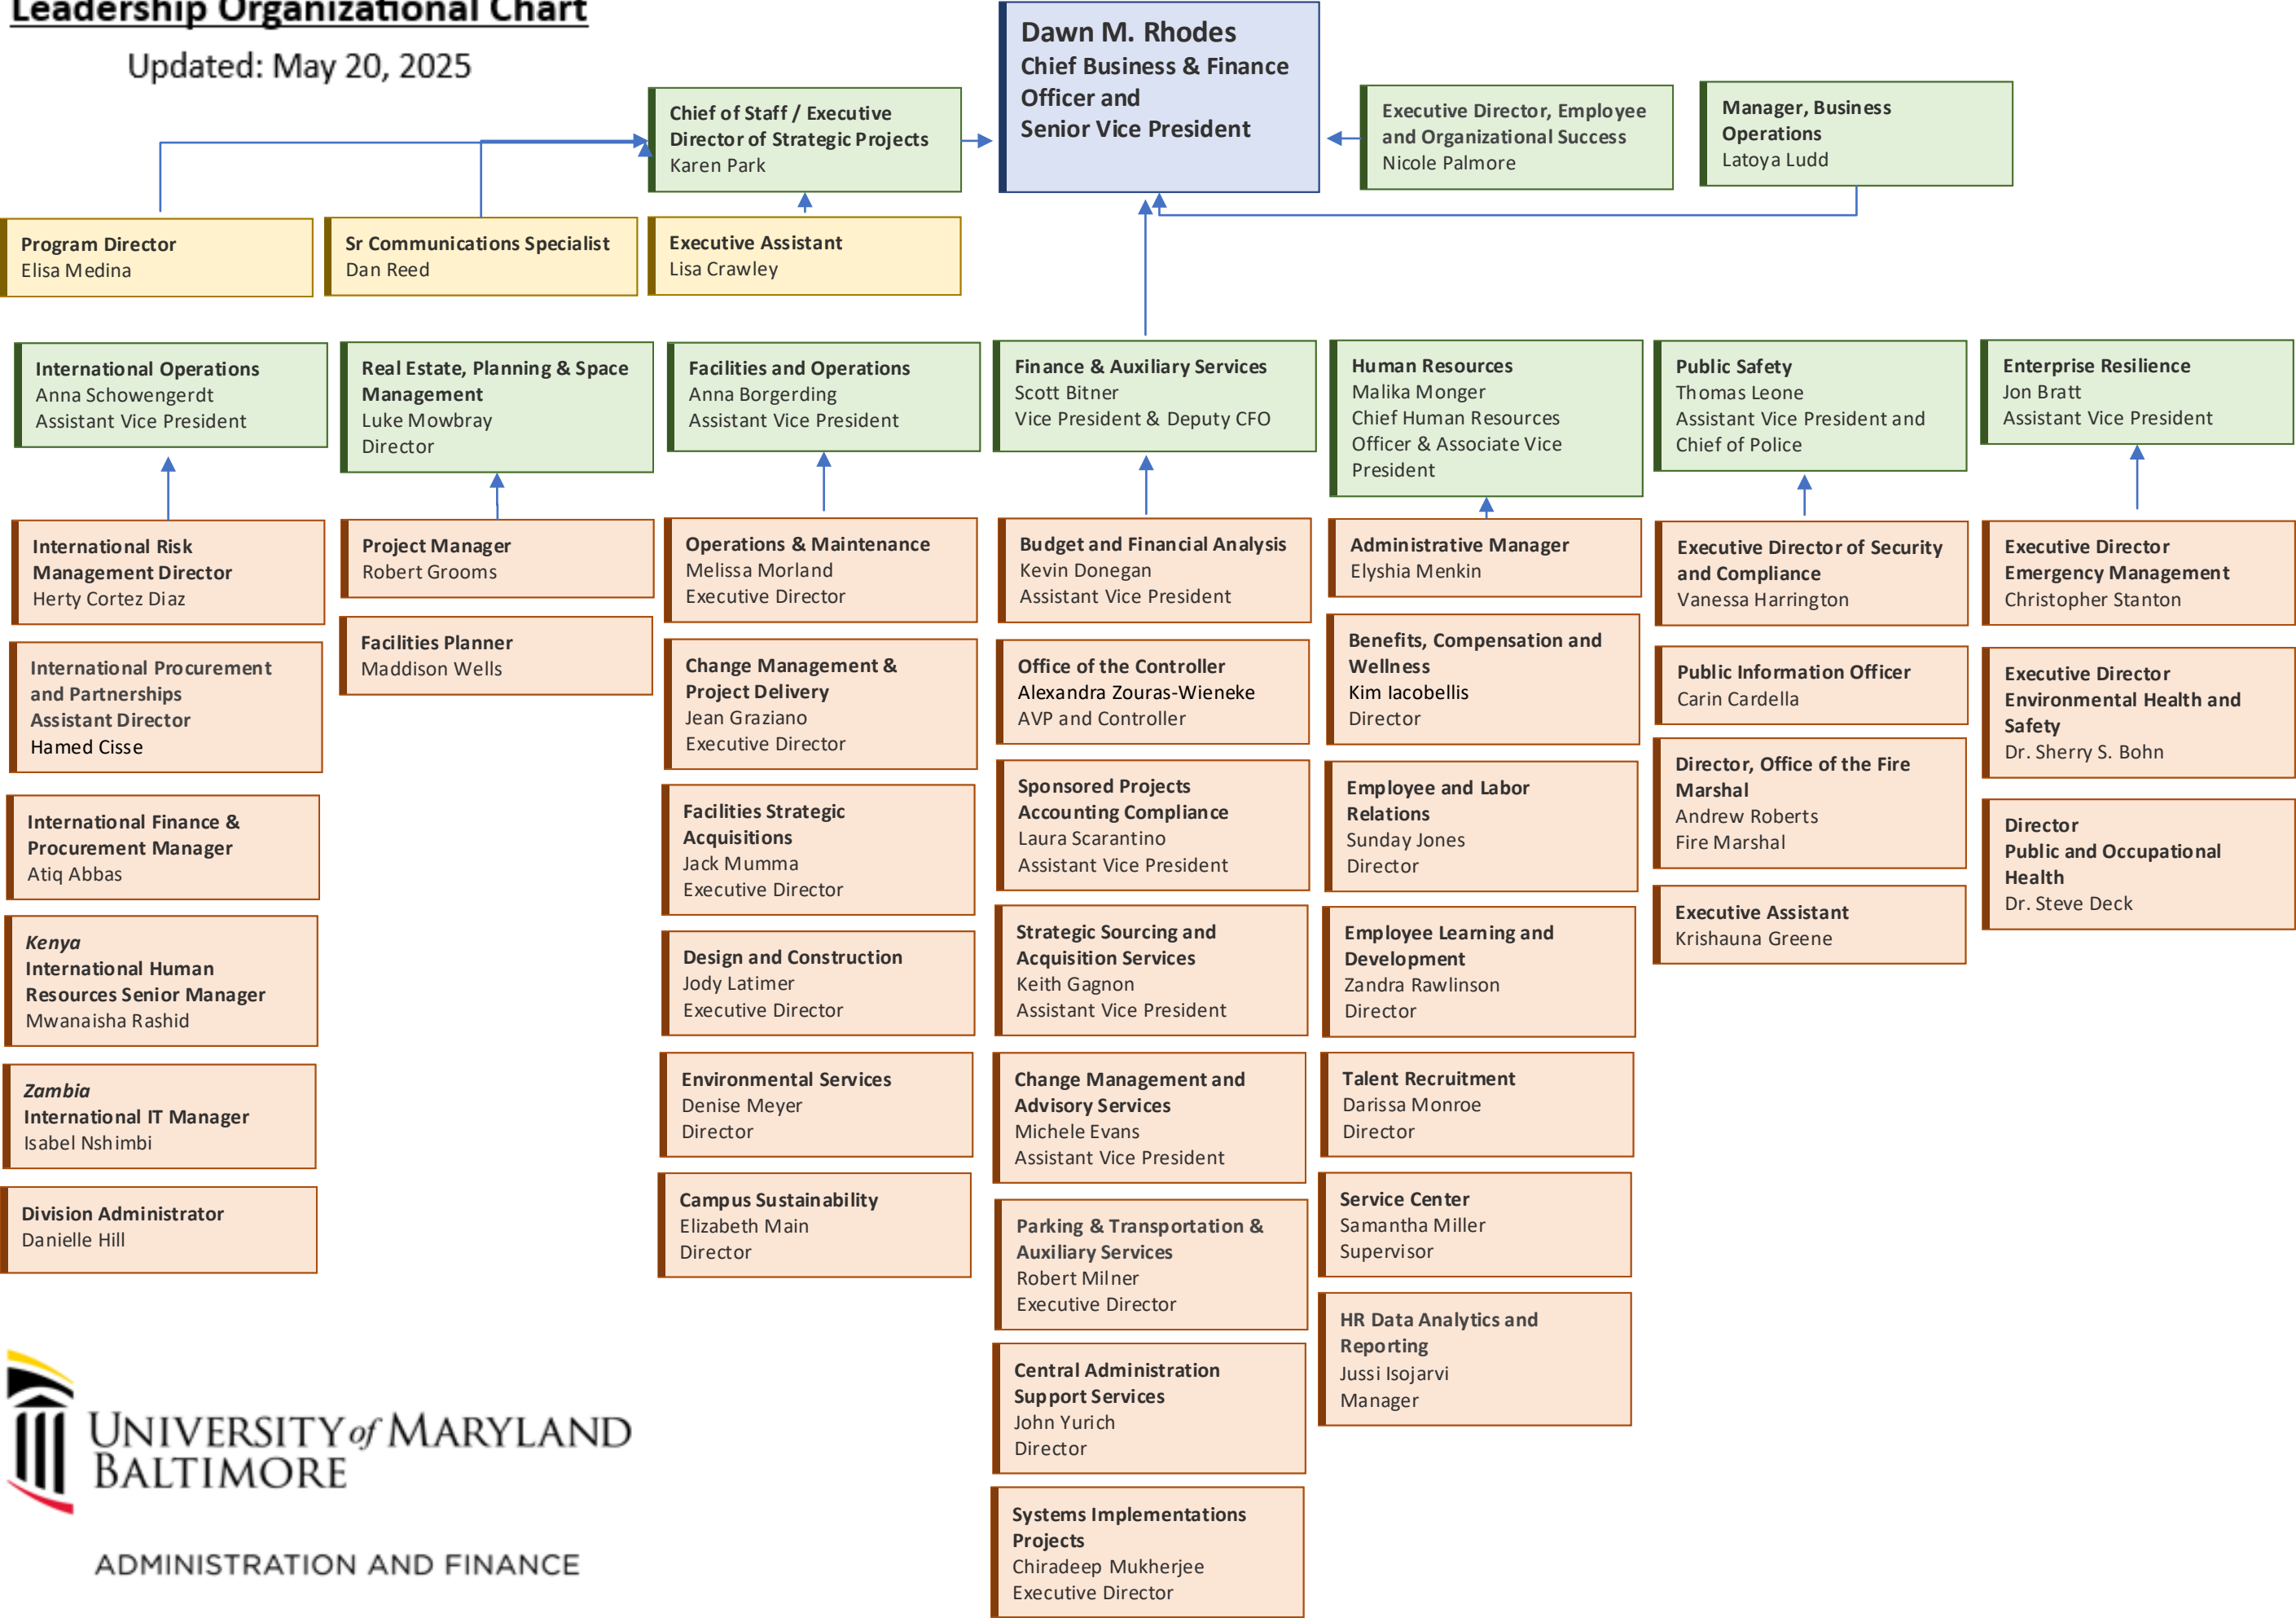 Leadership Organizational Chart
Updated: May 20, 2025
Dawn M. Rhodes
Chief Business & Finance
Officer and
Senior Vice President
Chief of Staff / Executive
Director of Strategic Projects
Karen Park
Executive Director, Employee
and Organizational Success
Nicole Palmore
Manager, Business
Operations
Latoya Ludd
Program Director
Elisa Medina
Sr Communications Specialist
Dan Reed
Executive Assistant
Lisa Crawley
International Operations
Anna Schowengerdt
Assistant Vice President
Real Estate, Planning & Space
Management
Luke Mowbray
Director
Facilities and Operations
Anna Borgerding
Assistant Vice President
Finance & Auxiliary Services
Scott Bitner
Vice President & Deputy CFO
Human Resources
Malika Monger
Chief Human Resources
Officer & Associate Vice
President
Public Safety
Thomas Leone
Assistant Vice President and
Chief of Police
Enterprise Resilience
Jon Bratt
Assistant Vice President
International Risk
Management Director
Herty Cortez Diaz
International Procurement
and Partnerships
Assistant Director
Hamed Cisse
International Finance &
Procurement Manager
Atiq Abbas
Kenya
International Human
Resources Senior Manager
Mwanaisha Rashid
Zambia
International IT Manager
Isabel Nshimbi
Division Administrator
Danielle Hill
Project Manager
Robert Grooms
Facilities Planner
Maddison Wells
Operations & Maintenance
Melissa Morland
Executive Director
Change Management &
Project Delivery
Jean Graziano
Executive Director
Facilities Strategic
Acquisitions
Jack Mumma
Executive Director
Design and Construction
Jody Latimer
Executive Director
Environmental Services
Denise Meyer
Director
Campus Sustainability
Elizabeth Main
Director
Budget and Financial Analysis
Kevin Donegan
Assistant Vice President
Office of the Controller
Alexandra Zouras-Wieneke
AVP and Controller
Sponsored Projects
Accounting Compliance
Laura Scarantino
Assistant Vice President
Strategic Sourcing and
Acquisition Services
Keith Gagnon
Assistant Vice President
Change Management and
Advisory Services
Michele Evans
Assistant Vice President
Parking & Transportation &
Auxiliary Services
Robert Milner
Executive Director
Central Administration
Support Services
John Yurich
Director
Systems Implementations
Projects
Chiradeep Mukherjee
Executive Director
Administrative Manager
Elyshia Menkin
Benefits, Compensation and
Wellness
Kim Iacobellis
Director
Employee and Labor
Relations
Sunday Jones
Director
Employee Learning and
Development
Zandra Rawlinson
Director
Talent Recruitment
Darissa Monroe
Director
Service Center
Samantha Miller
Supervisor
HR Data Analytics and
Reporting
Jussi Isojarvi
Manager
Executive Director of Security
and Compliance
Vanessa Harrington
Public Information Officer
Carin Cardella
Director, Office of the Fire
Marshal
Andrew Roberts
Fire Marshal
Executive Assistant
Krishauna Greene
Executive Director
Emergency Management
Christopher Stanton
Executive Director
Environmental Health and
Safety
Dr. Sherry S. Bohn
Director
Public and Occupational
Health
Dr. Steve Deck
UNIVERSITY of MARYLAND
BALTIMORE
ADMINISTRATION AND FINANCE